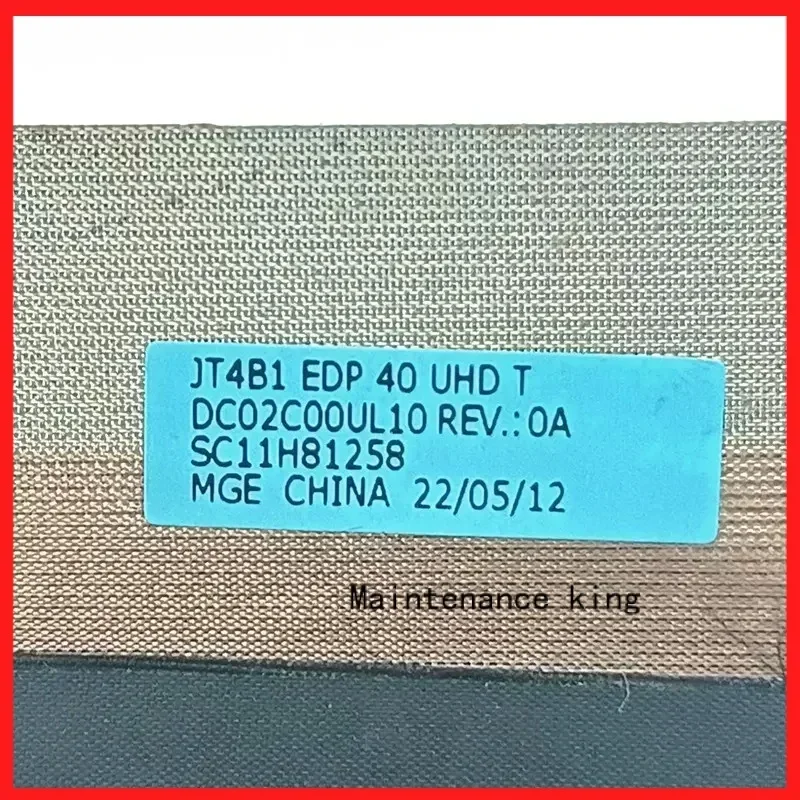 JT4B1 EDP 40 UHD T
DC02C00UL10 REV.: 0A
SC11H81258
MGE CHINA 22/05/12
Maintenance king